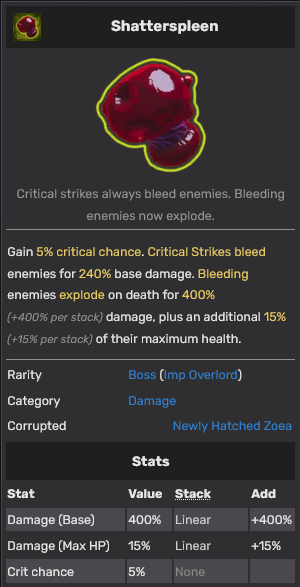 Shatterspleen
Critical strikes always bleed enemies. Bleeding
enemies now explode.
Gain 5% critical chance. Critical Strikes bleed
enemies for 240% base damage. Bleeding
enemies explode on death for 400%
(+400% per stack) damage, plus an additional 15%
(+15% per stack) of their maximum health.
Rarity Boss (Imp Overlord)
Category Damage
Corrupted Newly Hatched Zoea
Stats
Stat Value Stack Add
Damage (Base) 400% Linear +400%
Damage (Max HP) 15% Linear +15%
Crit chance 5% None